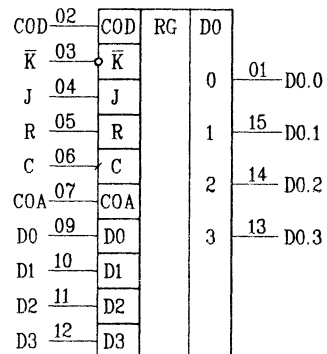 COD 02 COD RG D0
K̅ 03 K̅
0 01 D0.0
J 04 J
R 05 R 1 15 D0.1
C 06 C
2 14 D0.2
COA 07 COA
D0 09 D0 3 13 D0.3
D1 10 D1
D2 11 D2
D3 12 D3